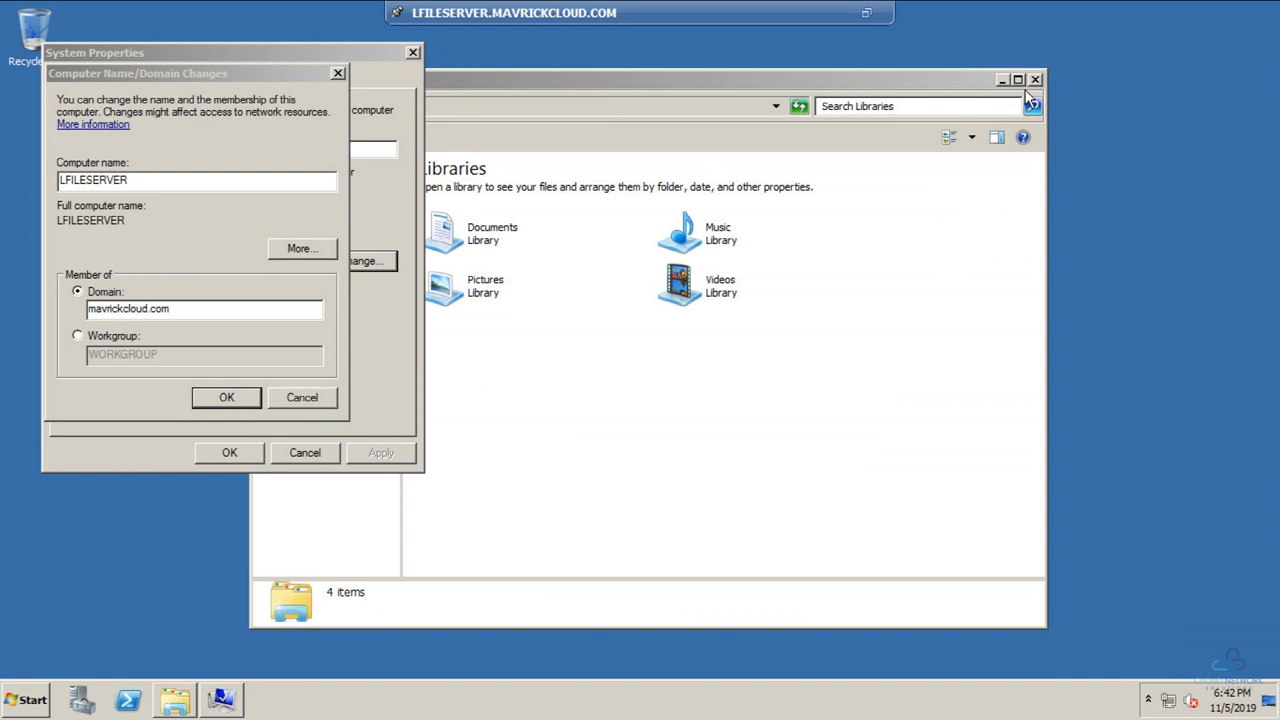 LFILESERVER.MAVRICKCLOUD.COM
Recycle
System Properties
Computer Name/Domain Changes
You can change the name and the membership of this
computer. Changes might affect access to network resources.
More information
computer
Computer name:
LFILESERVER
Full computer name:
LFILESERVER
More...
ange...
Member of
Domain:
mavrickcloud.com
Workgroup:
WORKGROUP
OK
Cancel
OK
Cancel
Apply
Search Libraries
ibraries
pen a library to see your files and arrange them by folder, date, and other properties.
Documents
Library
Music
Library
Pictures
Library
Videos
Library
4 items
Start
6:42 PM
11/5/2019